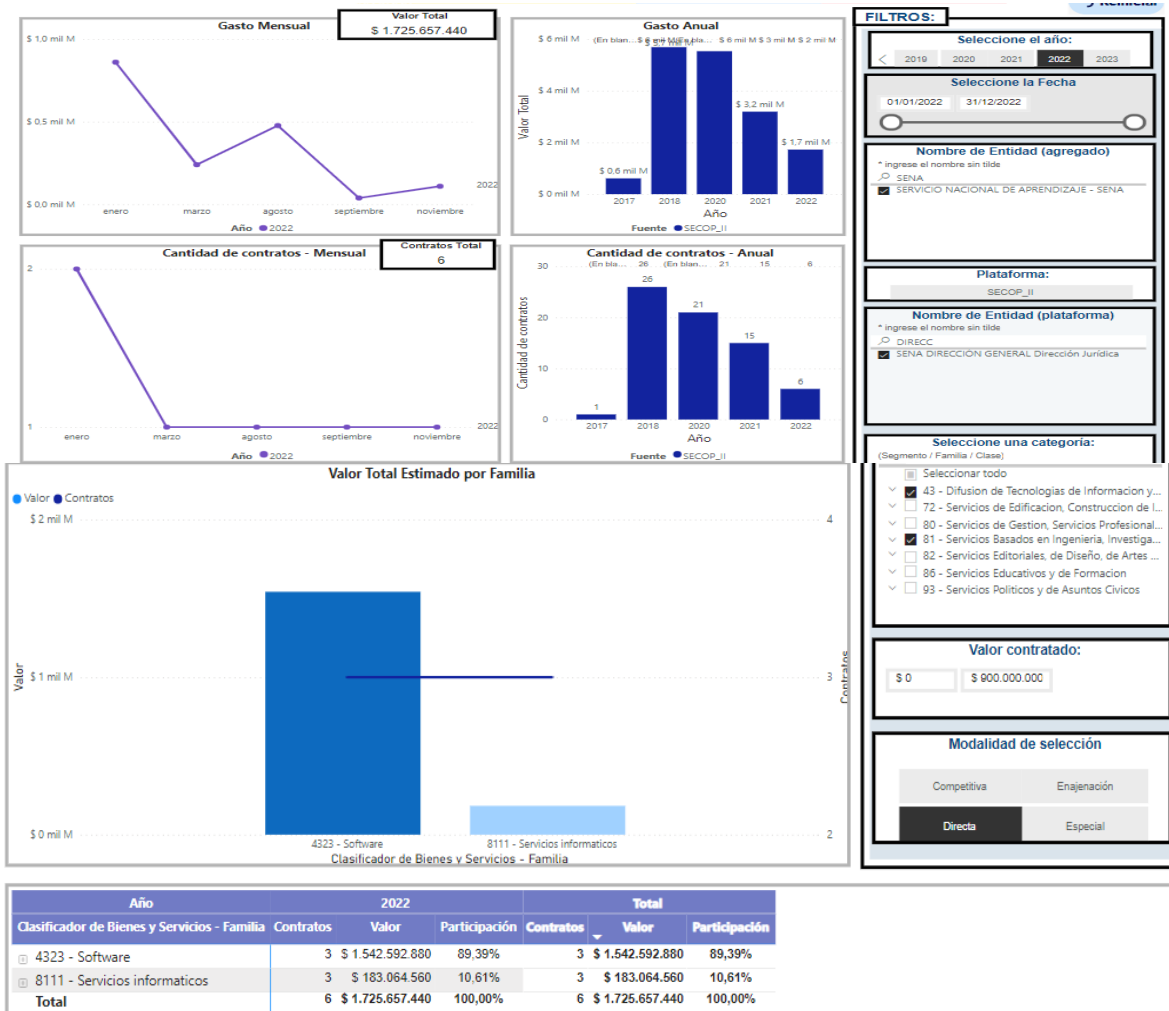 Gasto Mensual
Valor Total
$ 1.725.657.440
$ 1,0 mil M
$ 0,5 mil M
$ 0,0 mil M
enero marzo agosto septiembre noviembre
2022
Año 2022
Gasto Anual
(En blan... $ 6 mil M $ 3 mil M $ 2 mil M
$ 6 mil M
$ 4 mil M
$ 2 mil M
$ 0 mil M
Valor Total
$ 0,6 mil M
$ 5,7 mil M
$ 3,2 mil M
$ 1,7 mil M
2017 2018 2020 2021 2022
Año
Fuente SECOP_II
Cantidad de contratos - Mensual
Contratos Total
6
2
1
enero marzo agosto septiembre noviembre
2022
Año 2022
Cantidad de contratos - Anual
(En bla... 26 (En blan... 21 15 6
30
20
10
0
Cantidad de contratos
1
26
21
15
6
2017 2018 2020 2021 2022
Año
Fuente SECOP_II
Reiniciar
FILTROS:
Seleccione el año:
2019 2020 2021 2022 2023
Seleccione la Fecha
01/01/2022 31/12/2022
Nombre de Entidad (agregado)
* ingrese el nombre sin tilde
SENA
SERVICIO NACIONAL DE APRENDIZAJE - SENA
Plataforma:
SECOP_II
Nombre de Entidad (plataforma)
* ingrese el nombre sin tilde
DIRECC
SENA DIRECCIÓN GENERAL Dirección Jurídica
Seleccione una categoría:
(Segmento / Familia / Clase)
Seleccionar todo
43 - Difusion de Tecnologias de Informacion y...
72 - Servicios de Edificacion, Construccion de I...
80 - Servicios de Gestion, Servicios Profesional...
81 - Servicios Basados en Ingenieria, Investiga...
82 - Servicios Editoriales, de Diseño, de Artes ...
86 - Servicios Educativos y de Formacion
93 - Servicios Politicos y de Asuntos Civicos
Valor contratado:
$ 0 $ 900.000.000
Modalidad de selección
Competitiva Enajenación
Directa Especial
Valor Total Estimado por Familia
Valor Contratos
$ 2 mil M
$ 1 mil M
$ 0 mil M
Valor
4
3
2
Contratos
4323 - Software 8111 - Servicios informaticos
Clasificador de Bienes y Servicios - Familia
Año 2022 Total
Clasificador de Bienes y Servicios - Familia Contratos Valor Participación Contratos Valor Participación
4323 - Software 3 $ 1.542.592.880 89,39% 3 $ 1.542.592.880 89,39%
8111 - Servicios informaticos 3 $ 183.064.560 10,61% 3 $ 183.064.560 10,61%
Total 6 $ 1.725.657.440 100,00% 6 $ 1.725.657.440 100,00%